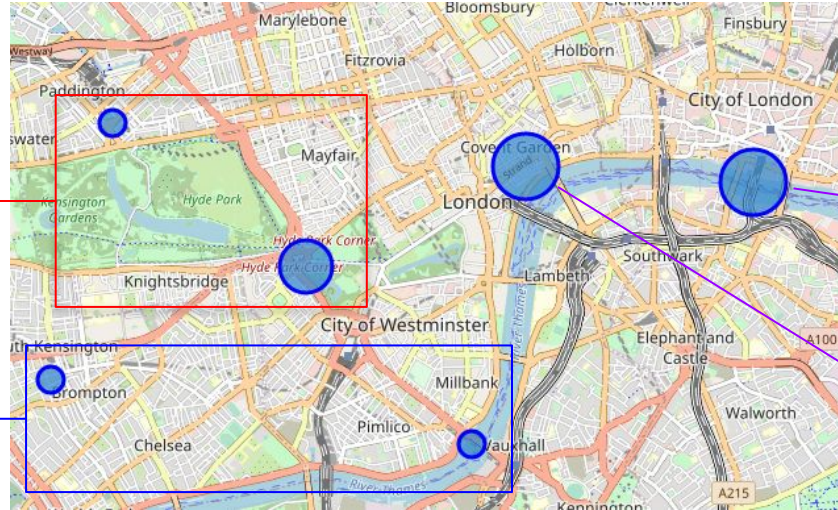 Marylebone
Bloomsbury
Clerkenwell
Finsbury
Westway
Fitzrovia
Holborn
Paddington
City of London
swater
Mayfair
Covent Garden
Strand
Kensington
Gardens
Hyde Park
London
Hyde Park Corner
Hyde Park Corner
Knightsbridge
Lambeth
Southwark
River Thames
City of Westminster
uth Kensington
Elephant and
Castle
A100
Brompton
Millbank
Walworth
Chelsea
Pimlico
Vauxhall
River Thames
A215
Kennington